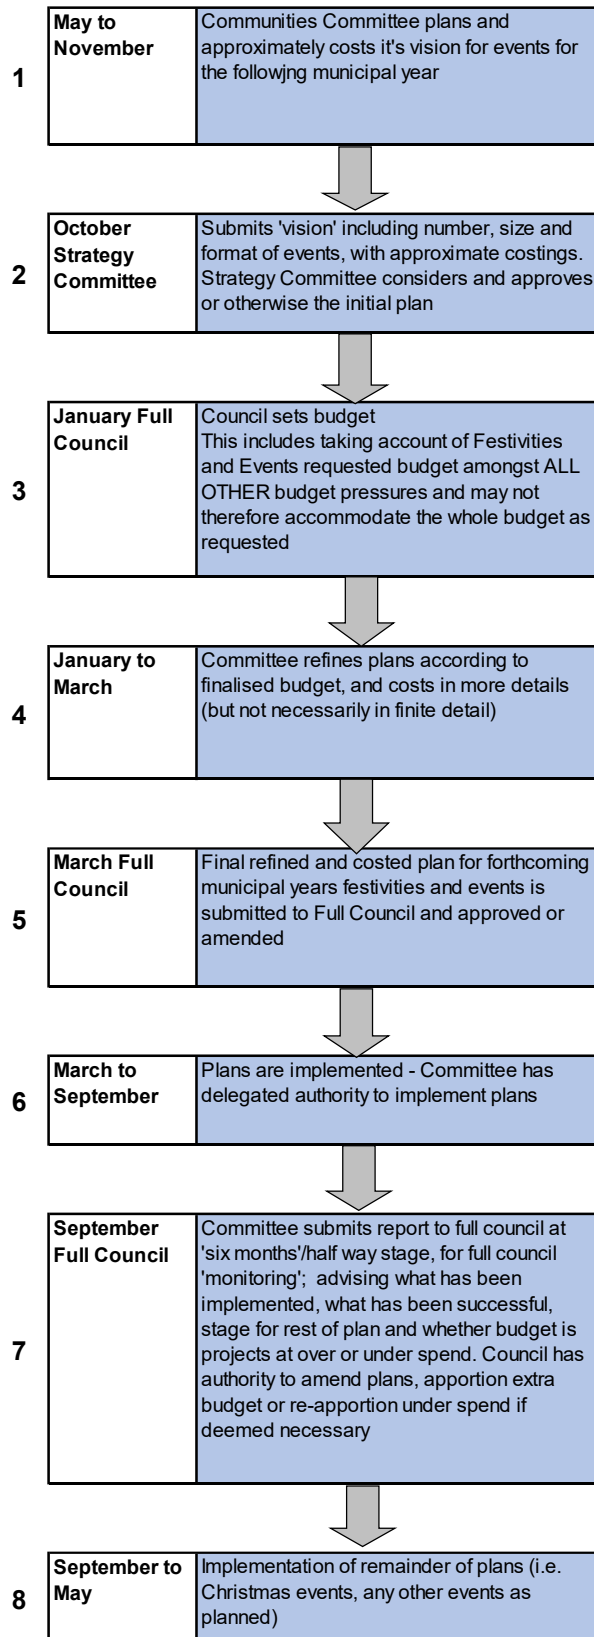 1
May to
November
Communities Committee plans and
approximately costs it's vision for events for
the followjng municipal year
2
October
Strategy
Committee
Submits 'vision' including number, size and
format of events, with approximate costings.
Strategy Committee considers and approves
or otherwise the initial plan
3
January Full
Council
Council sets budget
This includes taking account of Festivities
and Events requested budget amongst ALL
OTHER budget pressures and may not
therefore accommodate the whole budget as
requested
4
January to
March
Committee refines plans according to
finalised budget, and costs in more details
(but not necessarily in finite detail)
5
March Full
Council
Final refined and costed plan for forthcoming
municipal years festivities and events is
submitted to Full Council and approved or
amended
6
March to
September
Plans are implemented - Committee has
delegated authority to implement plans
7
September
Full Council
Committee submits report to full council at
'six months'/half way stage, for full council
'monitoring';  advising what has been
implemented, what has been successful,
stage for rest of plan and whether budget is
projects at over or under spend. Council has
authority to amend plans, apportion extra
budget or re-apportion under spend if
deemed necessary
8
September to
May
Implementation of remainder of plans (i.e.
Christmas events, any other events as
planned)